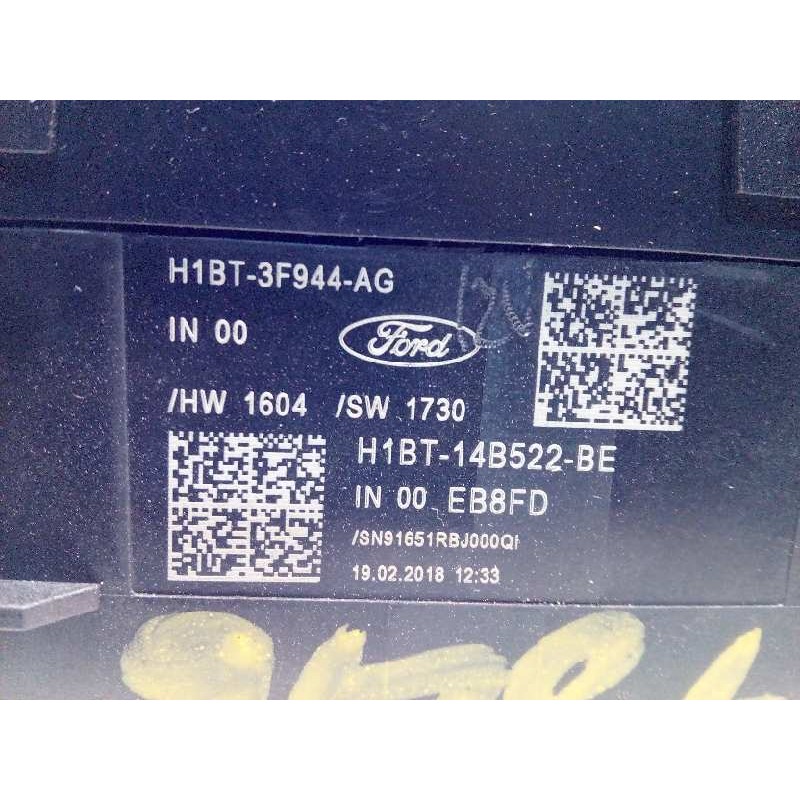 H1BT-3F944-AG
IN 00
Ford
/HW 1604 /SW 1730
H1BT-14B522-BE
IN 00 EB8FD
/SN91651RBJ000QI
19.02.2018 12:33